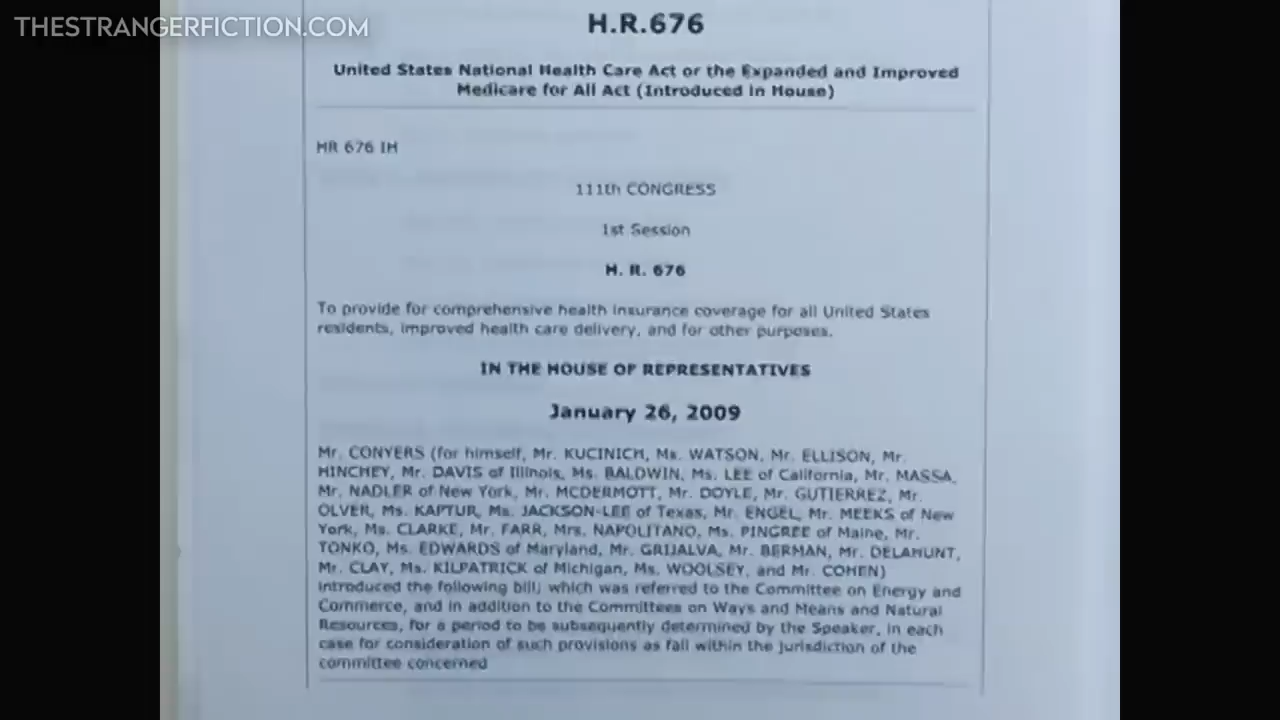 THESTRANGERFICTION.COM
H.R.676
United States National Health Care Act or the Expanded and Improved
Medicare for All Act (Introduced in House)
HR 676 IH
111th CONGRESS
1st Session
H. R. 676
To provide for comprehensive health insurance coverage for all United States
residents, improved health care delivery, and for other purposes.
IN THE HOUSE OF REPRESENTATIVES
January 26, 2009
Mr. CONYERS (for himself, Mr. KUCINICH, Ms. WATSON, Mr. ELLISON, Mr.
HINCHEY, Mr. DAVIS of Illinois, Ms. BALDWIN, Ms. LEE of California, Mr. MASSA,
Mr. NADLER of New York, Mr. MCDERMOTT, Mr. DOYLE, Mr. GUTIERREZ, Mr.
OLVER, Ms. KAPTUR, Ms. JACKSON-LEE of Texas, Mr. ENGEL, Mr. MEEKS of New
York, Ms. CLARKE, Mr. FARR, Mrs. NAPOLITANO, Ms. PINGREE of Maine, Mr.
TONKO, Ms. EDWARDS of Maryland, Mr. GRIJALVA, Mr. BERMAN, Mr. DELAHUNT,
Mr. CLAY, Ms. KILPATRICK of Michigan, Ms. WOOLSEY, and Mr. COHEN)
introduced the following bill; which was referred to the Committee on Energy and
Commerce, and in addition to the Committees on Ways and Means and Natural
Resources, for a period to be subsequently determined by the Speaker, in each
case for consideration of such provisions as fall within the jurisdiction of the
committee concerned